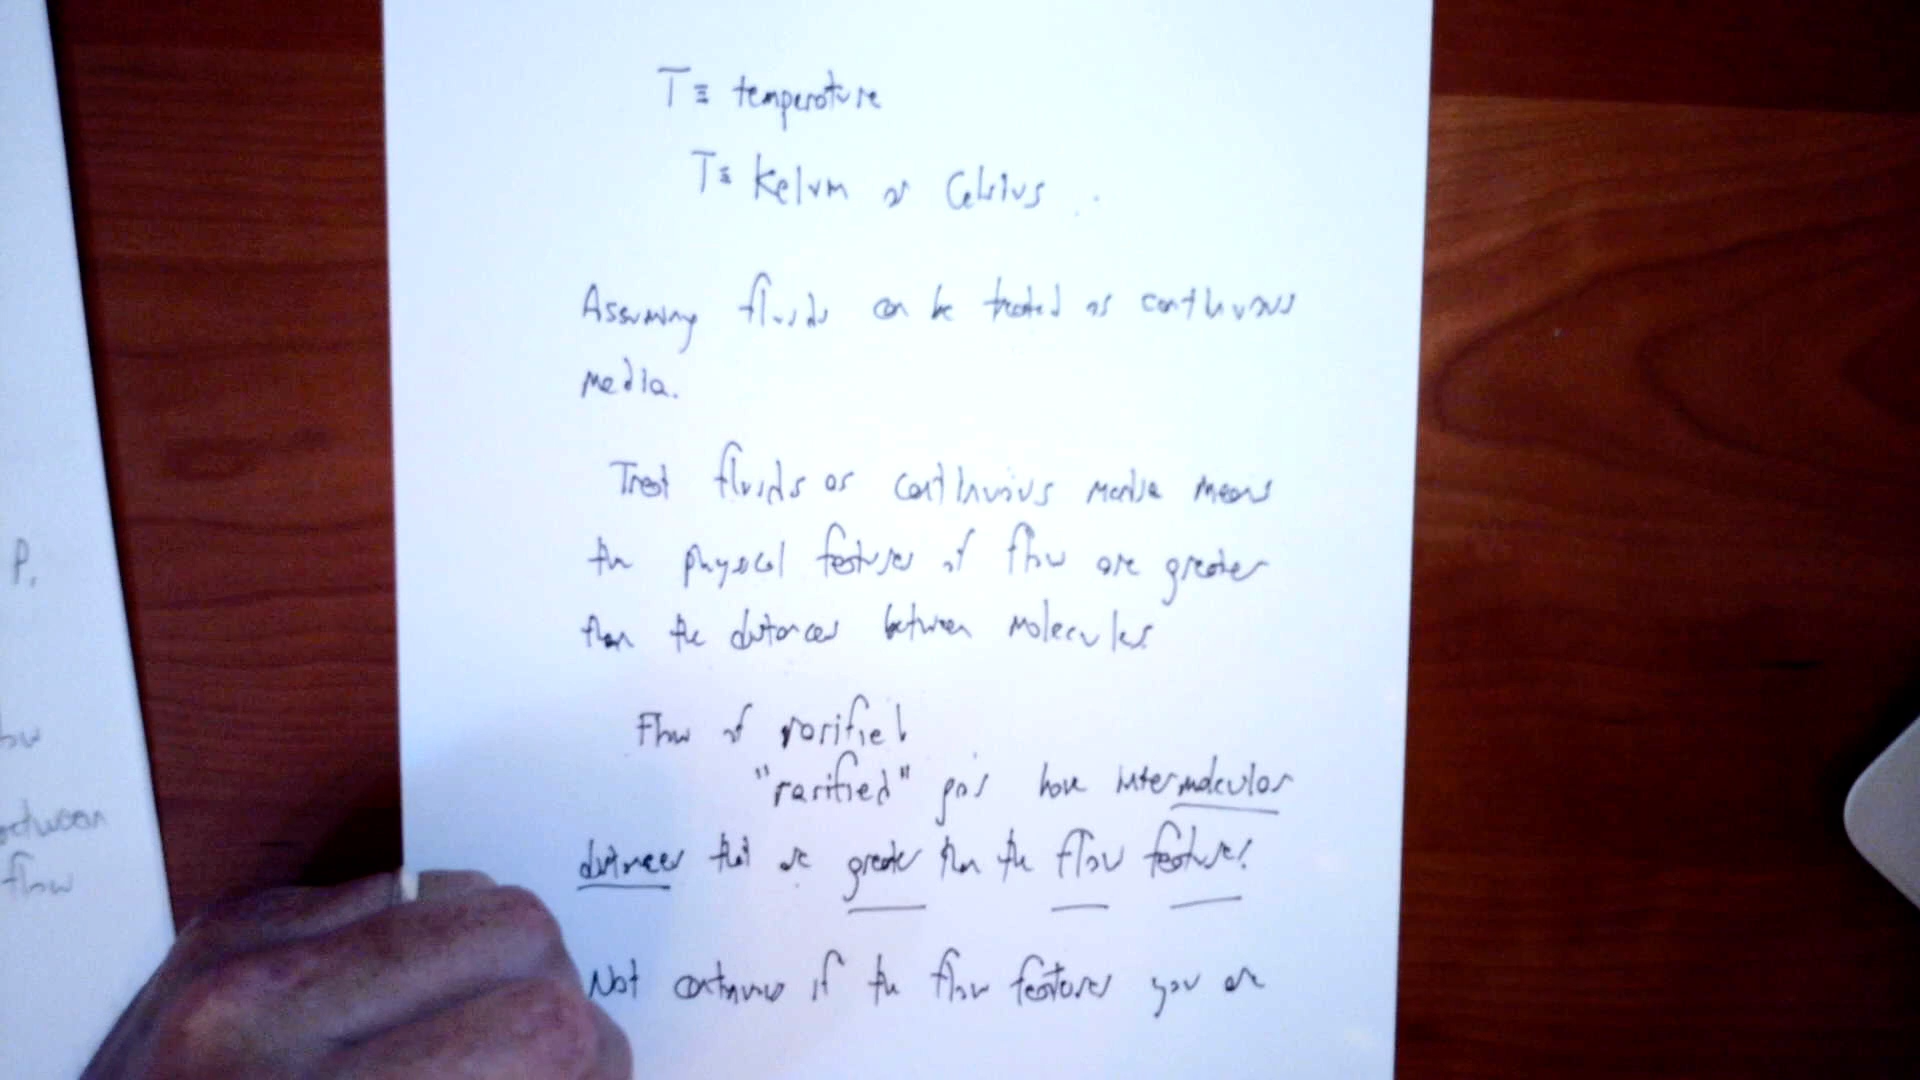 T ≡ temperature
T ≡ Kelvin or Celsius.
Assuming fluids can be treated as continuous
media.
Treat fluids as continuous media means
the physical features of flow are greater
than the distances between molecules.
Flow of rarified
"rarified" gas have intermolecular
distances that are greater than the flow features!
Not continuous if the flow features you are
P.
between
flow